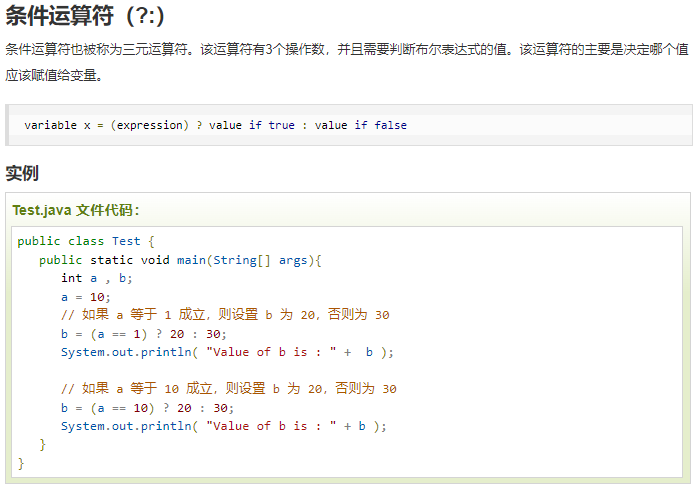 条件运算符（?:）
条件运算符也被称为三元运算符。该运算符有3个操作数，并且需要判断布尔表达式的值。该运算符的主要是决定哪个值
应该赋值给变量。
variable x = (expression) ? value if true : value if false
实例
Test.java 文件代码：
public class Test {
   public static void main(String[] args){
      int a , b;
      a = 10;
      // 如果 a 等于 1 成立，则设置 b 为 20，否则为 30
      b = (a == 1) ? 20 : 30;
      System.out.println( "Value of b is : " +  b );
      // 如果 a 等于 10 成立，则设置 b 为 20，否则为 30
      b = (a == 10) ? 20 : 30;
      System.out.println( "Value of b is : " + b );
   }
}